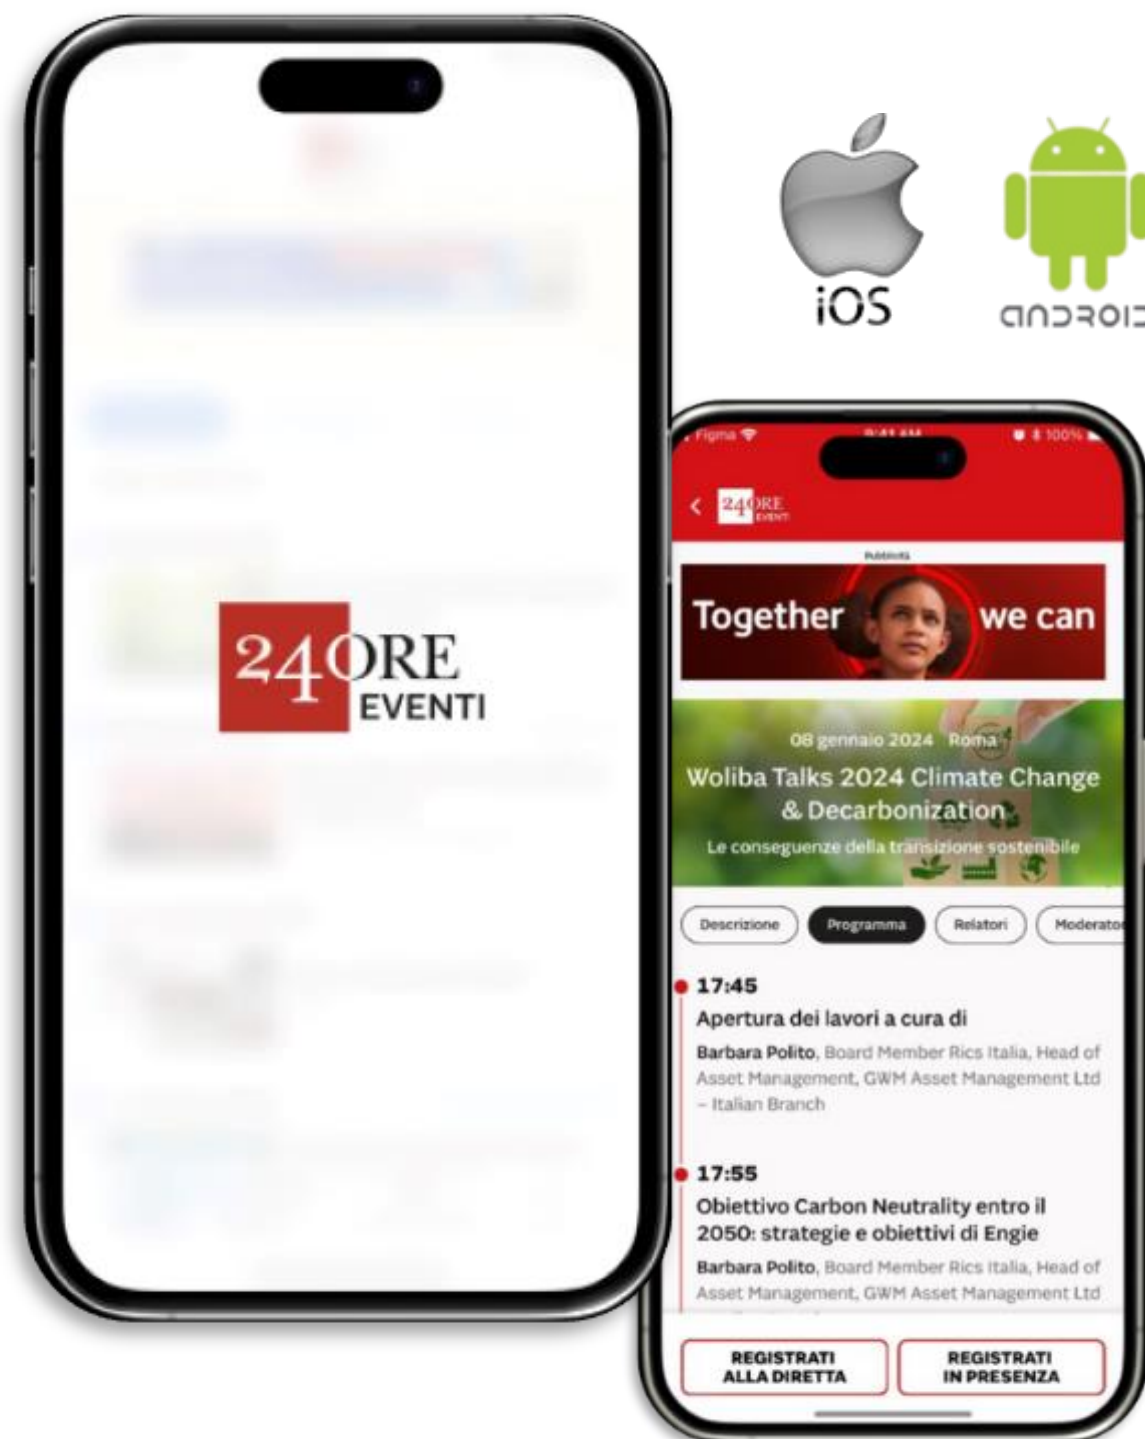 24ORE
EVENTI
iOS
ANDROID
Figma
9:41 AM
100%
24ORE
EVENTI
Pubblicità
Together we can
08 gennaio 2024 Roma
Woliba Talks 2024 Climate Change
& Decarbonization
Le conseguenze della transizione sostenibile
Descrizione
Programma
Relatori
Moderato
17:45
Apertura dei lavori a cura di
Barbara Polito, Board Member Rics Italia, Head of
Asset Management, GWM Asset Management Ltd
– Italian Branch
17:55
Obiettivo Carbon Neutrality entro il
2050: strategie e obiettivi di Engie
Barbara Polito, Board Member Rics Italia, Head of
Asset Management, GWM Asset Management Ltd
REGISTRATI
ALLA DIRETTA
REGISTRATI
IN PRESENZA